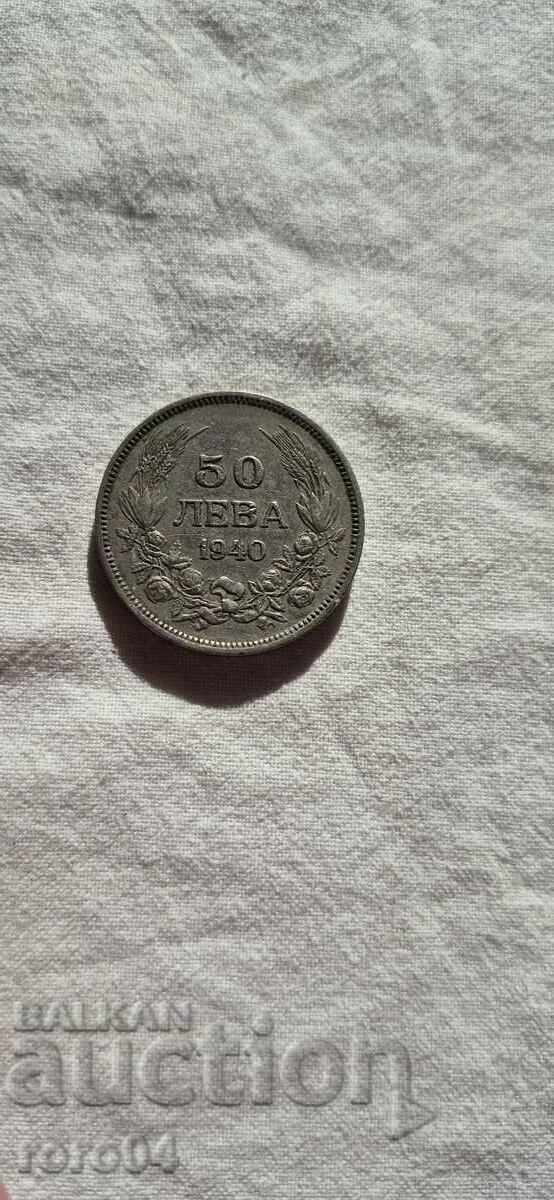 50
ЛЕВА
1940
BALKAN
auction
roro04